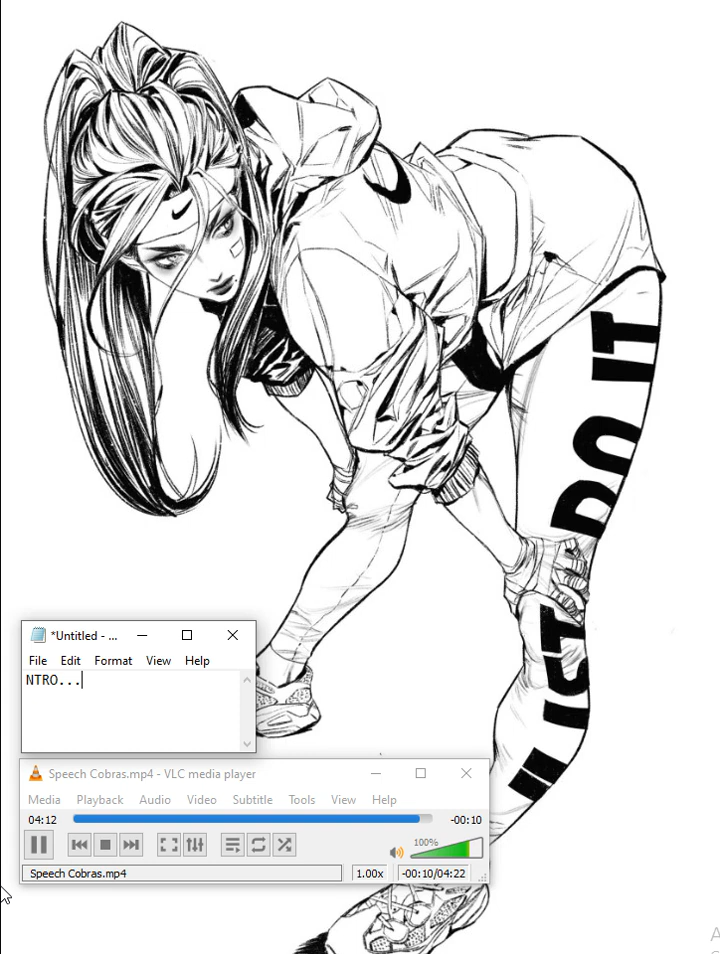 JUST DO IT
*Untitled - ...
File Edit Format View Help
NTRO...
Speech Cobras.mp4 - VLC media player
Media Playback Audio Video Subtitle Tools View Help
04:12 -00:10
100%
Speech Cobras.mp4 1.00x -00:10/04:22